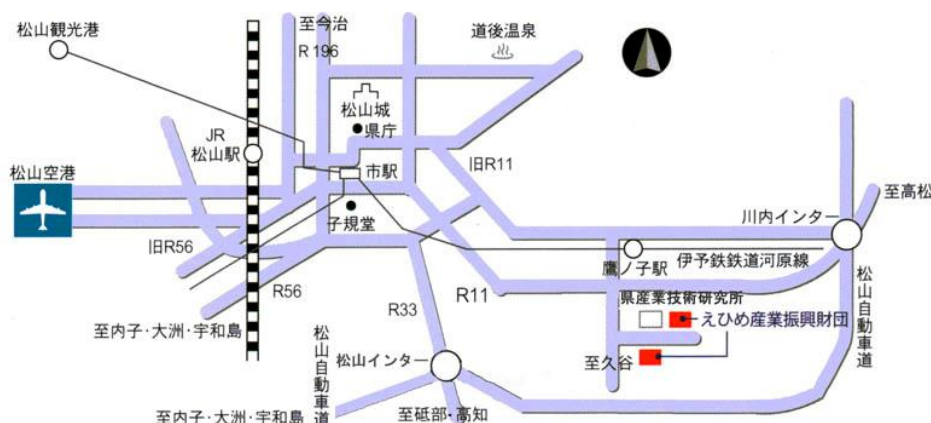 至今治
R 196
松山観光港
道後温泉
松山城
県庁
JR
松山駅
市駅
旧R11
松山空港
至高松
子規堂
川内インター
旧R56
鷹ノ子駅
伊予鉄鉄道河原線
R56
R33
R11
県産業技術研究所
えひめ産業振興財団
至内子・大洲・宇和島
松山自動車道
松山自動車道
松山インター
至久谷
至内子・大洲・宇和島
至砥部・高知